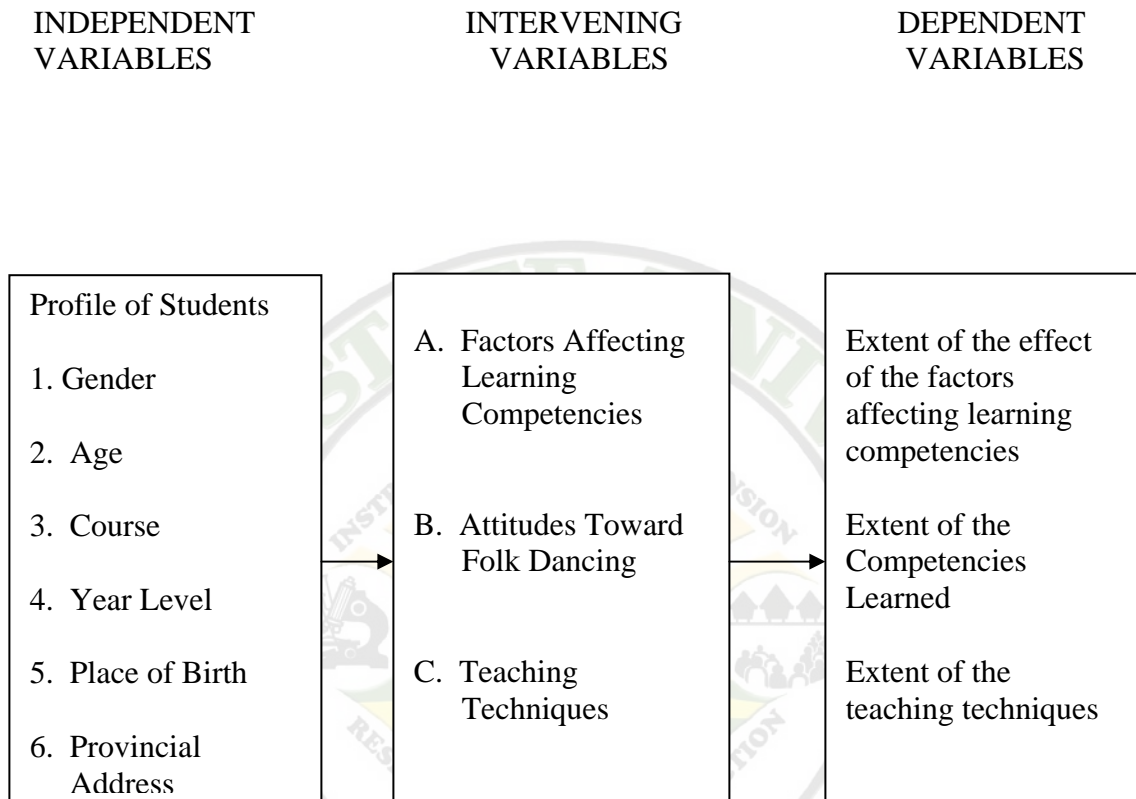 INDEPENDENT
VARIABLES
INTERVENING
VARIABLES
DEPENDENT
VARIABLES
Profile of Students
1. Gender
2. Age
3. Course
4. Year Level
5. Place of Birth
6. Provincial
Address
A. Factors Affecting
Learning
Competencies
B. Attitudes Toward
Folk Dancing
C. Teaching
Techniques
Extent of the effect
of the factors
affecting learning
competencies
Extent of the
Competencies
Learned
Extent of the
teaching techniques